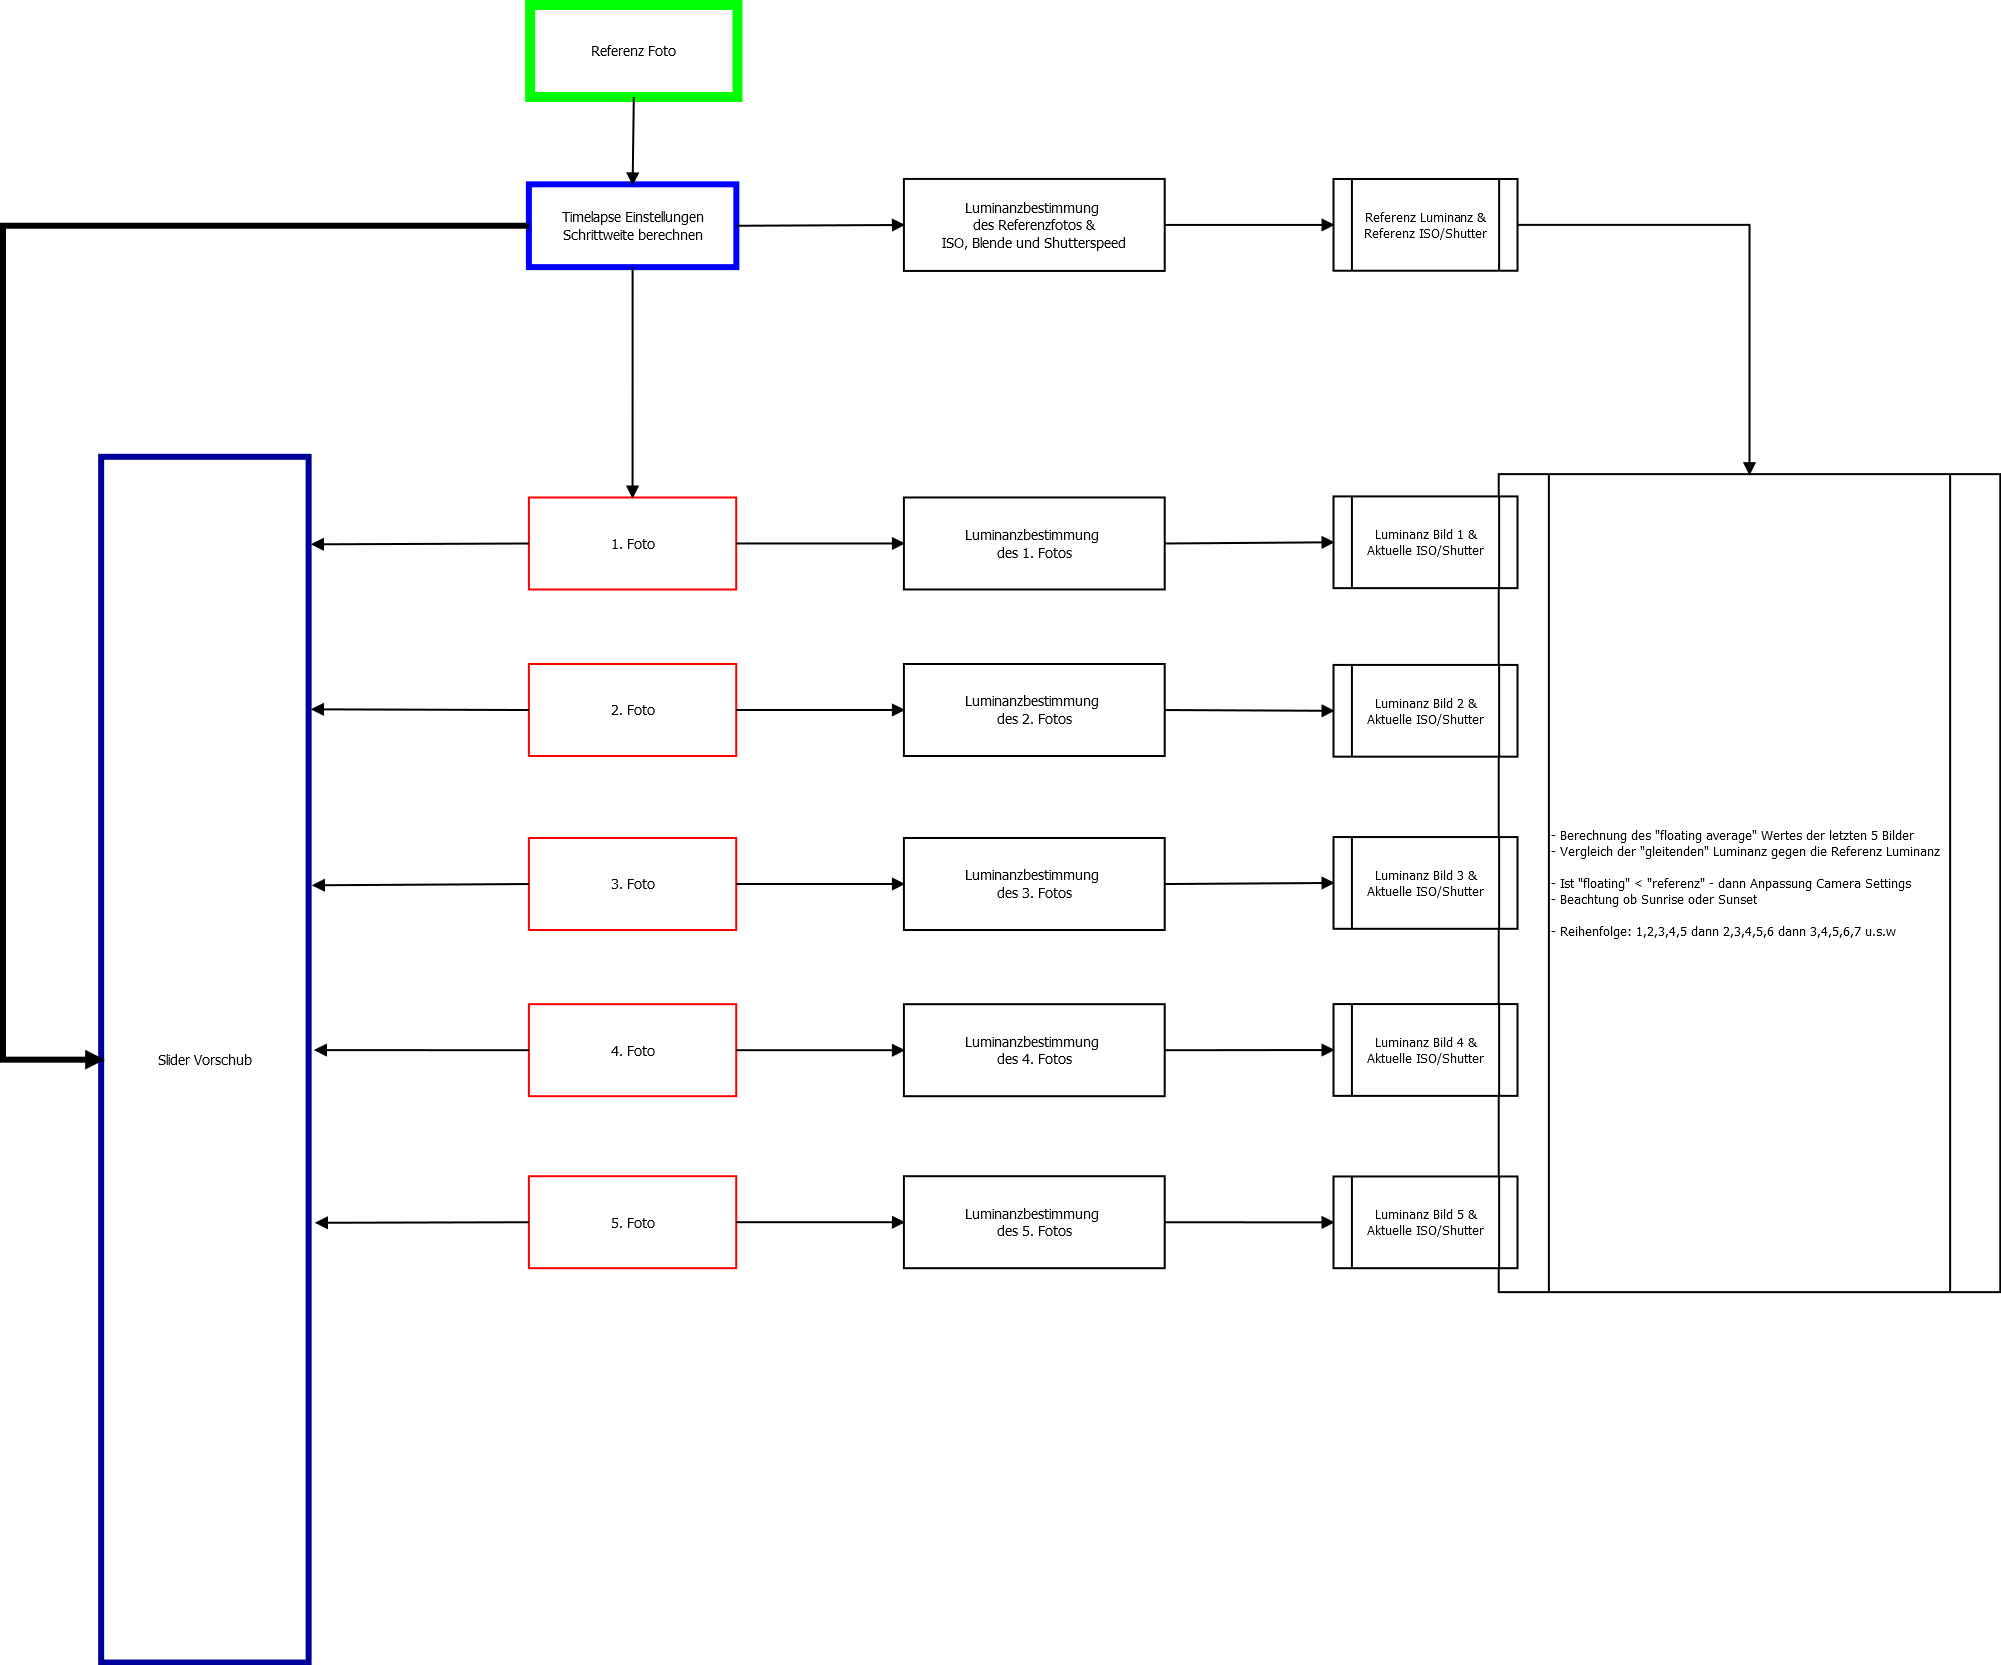 Referenz Foto
Timelapse Einstellungen
Schrittweite berechnen
Luminanzbestimmung
des Referenzfotos &
ISO, Blende und Shutterspeed
Referenz Luminanz &
Referenz ISO/Shutter
1. Foto
Luminanzbestimmung
des 1. Fotos
Luminanz Bild 1 &
Aktuelle ISO/Shutter
2. Foto
Luminanzbestimmung
des 2. Fotos
Luminanz Bild 2 &
Aktuelle ISO/Shutter
3. Foto
Luminanzbestimmung
des 3. Fotos
Luminanz Bild 3 &
Aktuelle ISO/Shutter
4. Foto
Luminanzbestimmung
des 4. Fotos
Luminanz Bild 4 &
Aktuelle ISO/Shutter
5. Foto
Luminanzbestimmung
des 5. Fotos
Luminanz Bild 5 &
Aktuelle ISO/Shutter
Slider Vorschub
- Berechnung des "floating average" Wertes der letzten 5 Bilder
- Vergleich der "gleitenden" Luminanz gegen die Referenz Luminanz
- Ist "floating" < "referenz" - dann Anpassung Camera Settings
- Beachtung ob Sunrise oder Sunset
- Reihenfolge: 1,2,3,4,5 dann 2,3,4,5,6 dann 3,4,5,6,7 u.s.w